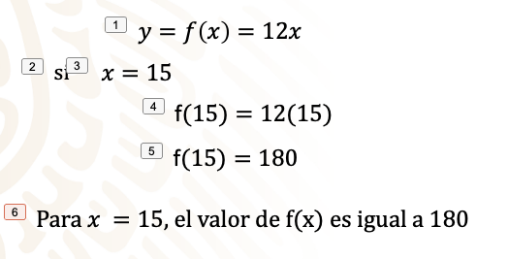 1 y = f(x) = 12x
2 si 3 x = 15
4 f(15) = 12(15)
5 f(15) = 180
6 Para x = 15, el valor de f(x) es igual a 180